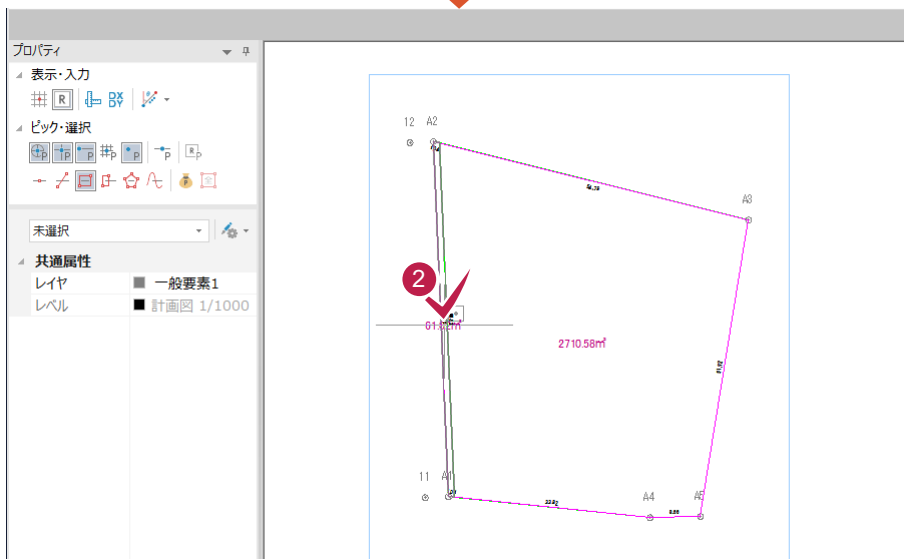 プロパティ
表示・入力
R
DX
DY
ピック・選択
P P P P P P R P
P
未選択
共通属性
レイヤ 一般要素1
レベル 計画図 1/1000
12 A2
A3
2
2710.58㎡
11 A1
A4 A5